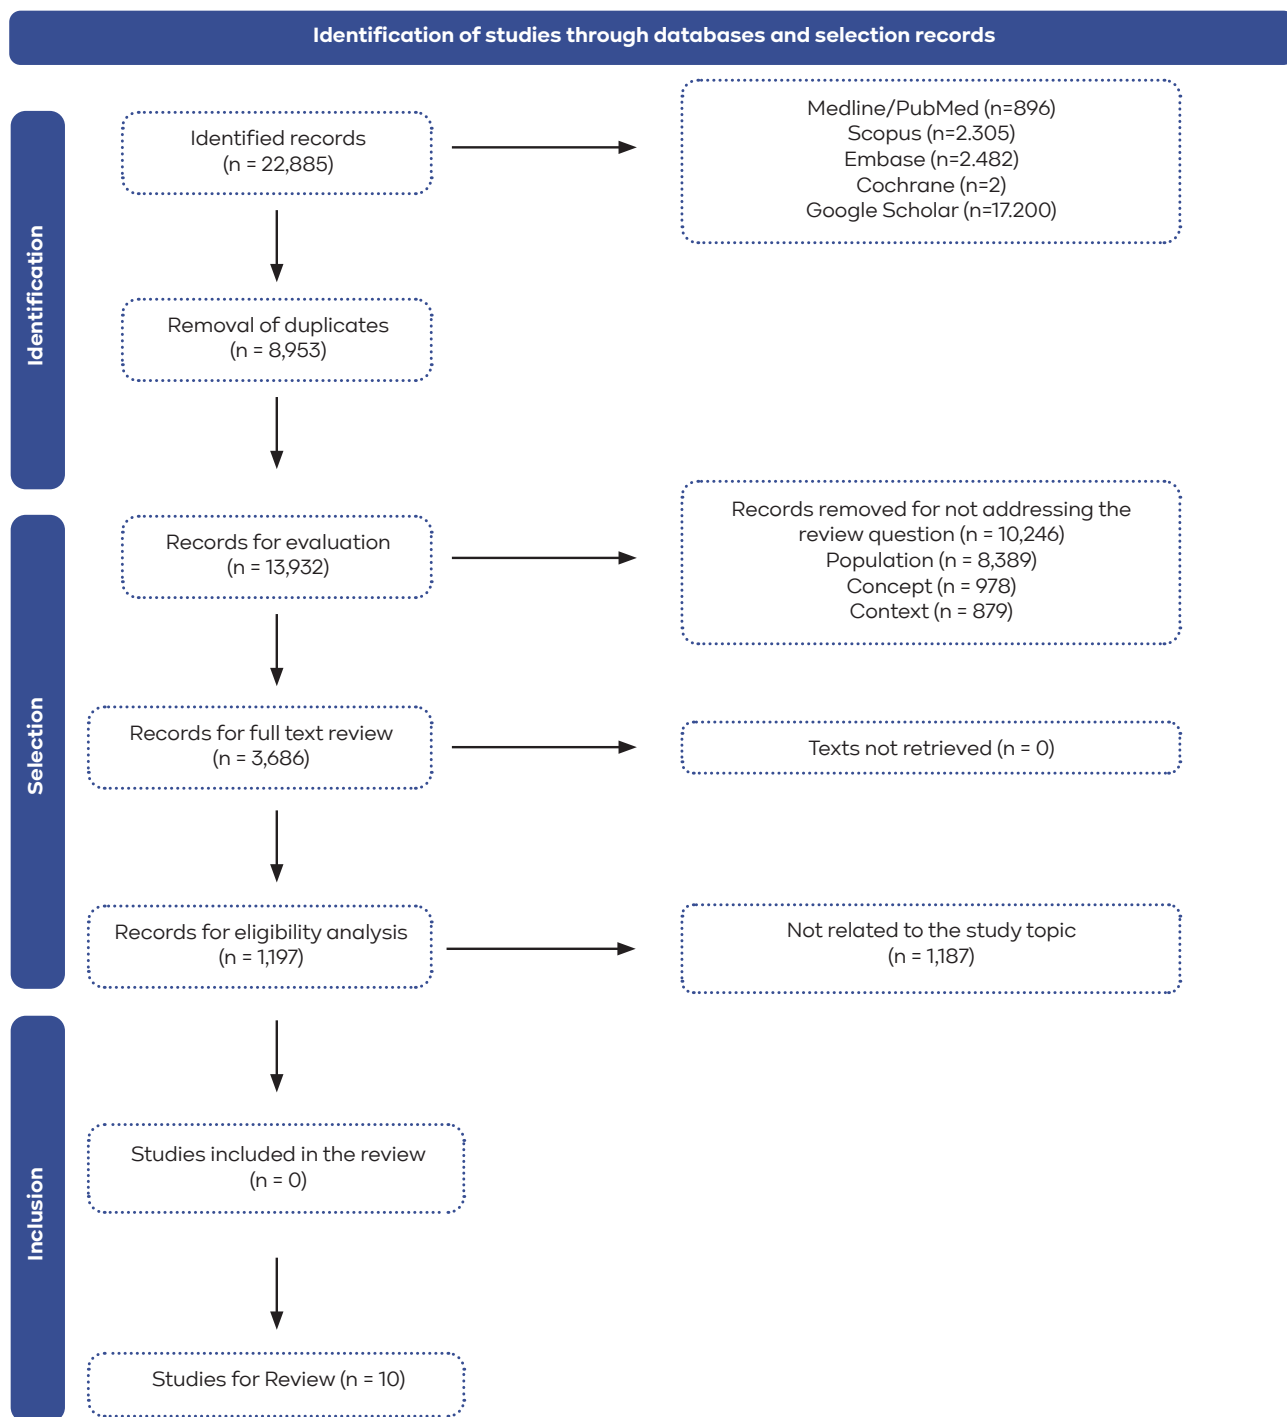 Identification of studies through databases and selection records
Identification
Identified records
(n = 22,885)
Medline/PubMed (n=896)
Scopus (n=2.305)
Embase (n=2.482)
Cochrane (n=2)
Google Scholar (n=17.200)
Removal of duplicates
(n = 8,953)
Selection
Records for evaluation
(n = 13,932)
Records removed for not addressing the
review question (n = 10,246)
Population (n = 8,389)
Concept (n = 978)
Context (n = 879)
Records for full text review
(n = 3,686)
Texts not retrieved (n = 0)
Records for eligibility analysis
(n = 1,197)
Not related to the study topic
(n = 1,187)
Inclusion
Studies included in the review
(n = 0)
Studies for Review (n = 10)